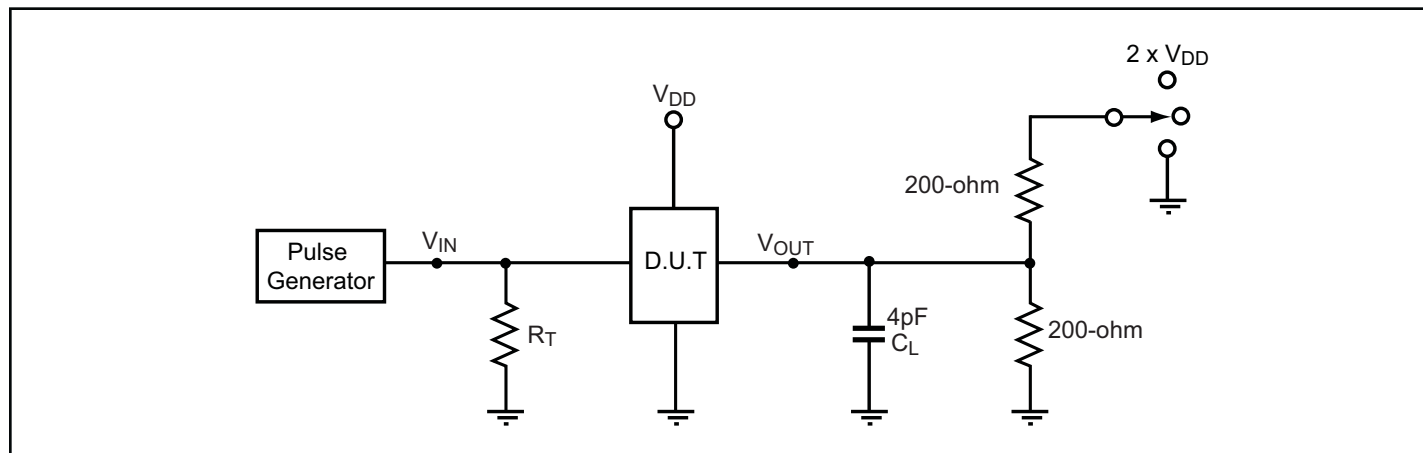 2 x VDD
VDD
200-ohm
Pulse
Generator
VIN
D.U.T
VOUT
RT
4pF
CL
200-ohm